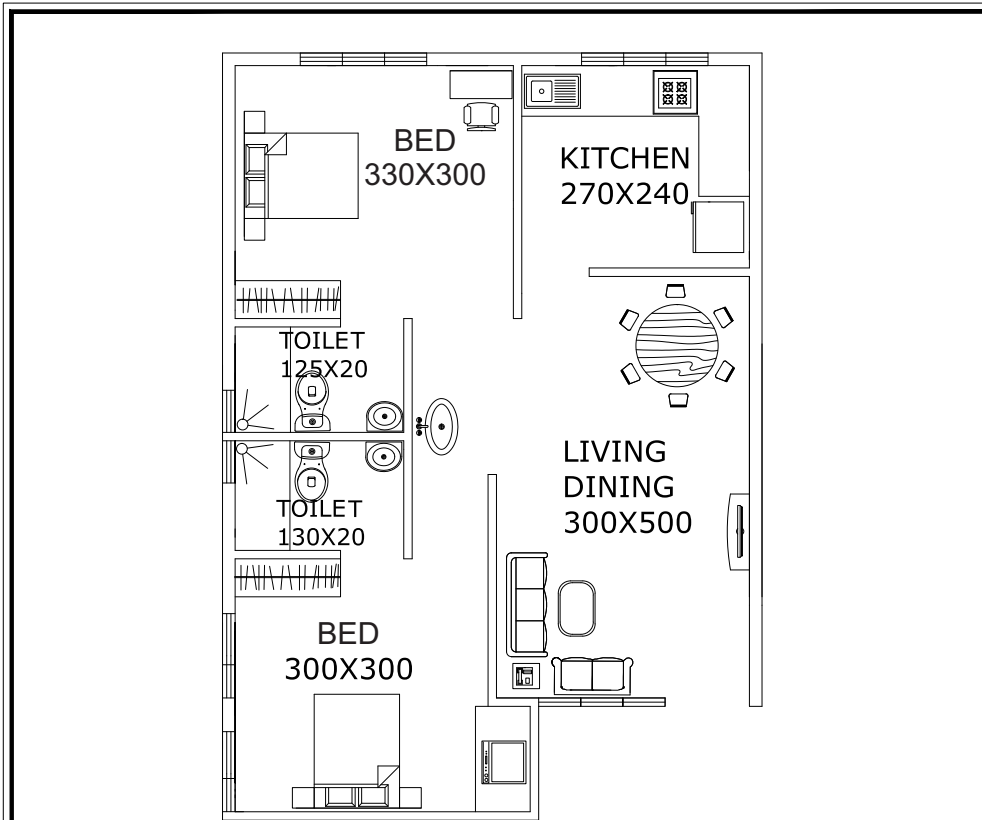 BED
330X300
KITCHEN
270X240
TOILET
125X20
LIVING
DINING
300X500
TOILET
130X20
BED
300X300